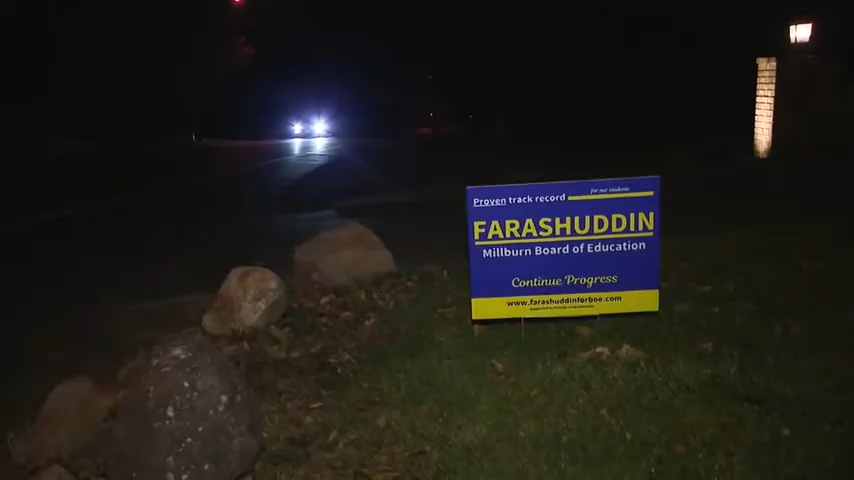 Proven track record for our students
FARASHUDDIN
Millburn Board of Education
Continue Progress
www.farashuddinforboe.com